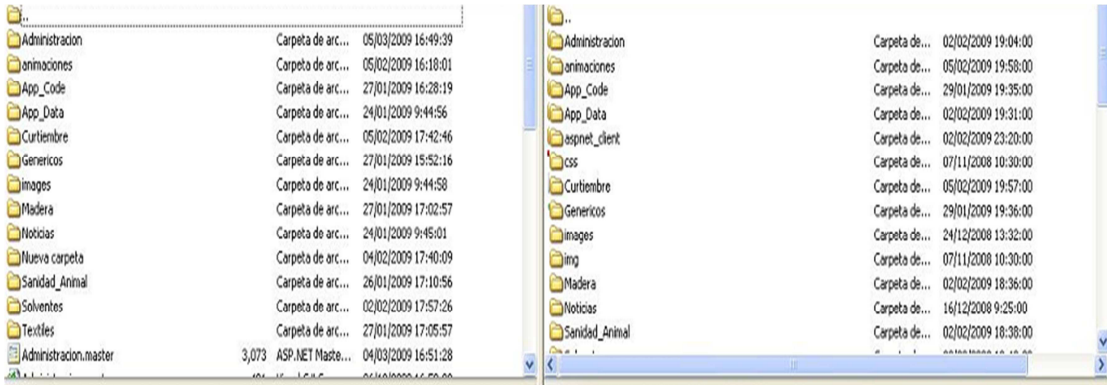 ..
Administracion Carpeta de arc... 05/03/2009 16:49:39
animaciones Carpeta de arc... 05/02/2009 16:18:01
App_Code Carpeta de arc... 27/01/2009 16:28:19
App_Data Carpeta de arc... 24/01/2009 9:44:56
Curtiembre Carpeta de arc... 05/02/2009 17:42:46
Genericos Carpeta de arc... 27/01/2009 15:52:16
images Carpeta de arc... 24/01/2009 9:44:58
Madera Carpeta de arc... 27/01/2009 17:02:57
Noticias Carpeta de arc... 24/01/2009 9:45:01
Nueva carpeta Carpeta de arc... 04/02/2009 17:40:09
Sanidad_Animal Carpeta de arc... 26/01/2009 17:10:56
Solventes Carpeta de arc... 02/02/2009 17:57:26
Textiles Carpeta de arc... 27/01/2009 17:05:57
Administracion.master 3,073 ASP.NET Maste... 04/03/2009 16:51:28
..
Administracion Carpeta de... 02/02/2009 19:04:00
animaciones Carpeta de... 05/02/2009 19:58:00
App_Code Carpeta de... 29/01/2009 19:35:00
App_Data Carpeta de... 02/02/2009 19:31:00
aspnet_client Carpeta de... 02/02/2009 23:20:00
css Carpeta de... 07/11/2008 10:30:00
Curtiembre Carpeta de... 05/02/2009 19:57:00
Genericos Carpeta de... 29/01/2009 19:36:00
images Carpeta de... 24/12/2008 13:32:00
img Carpeta de... 07/11/2008 10:30:00
Madera Carpeta de... 02/02/2009 18:36:00
Noticias Carpeta de... 16/12/2008 9:25:00
Sanidad_Animal Carpeta de... 02/02/2009 18:38:00